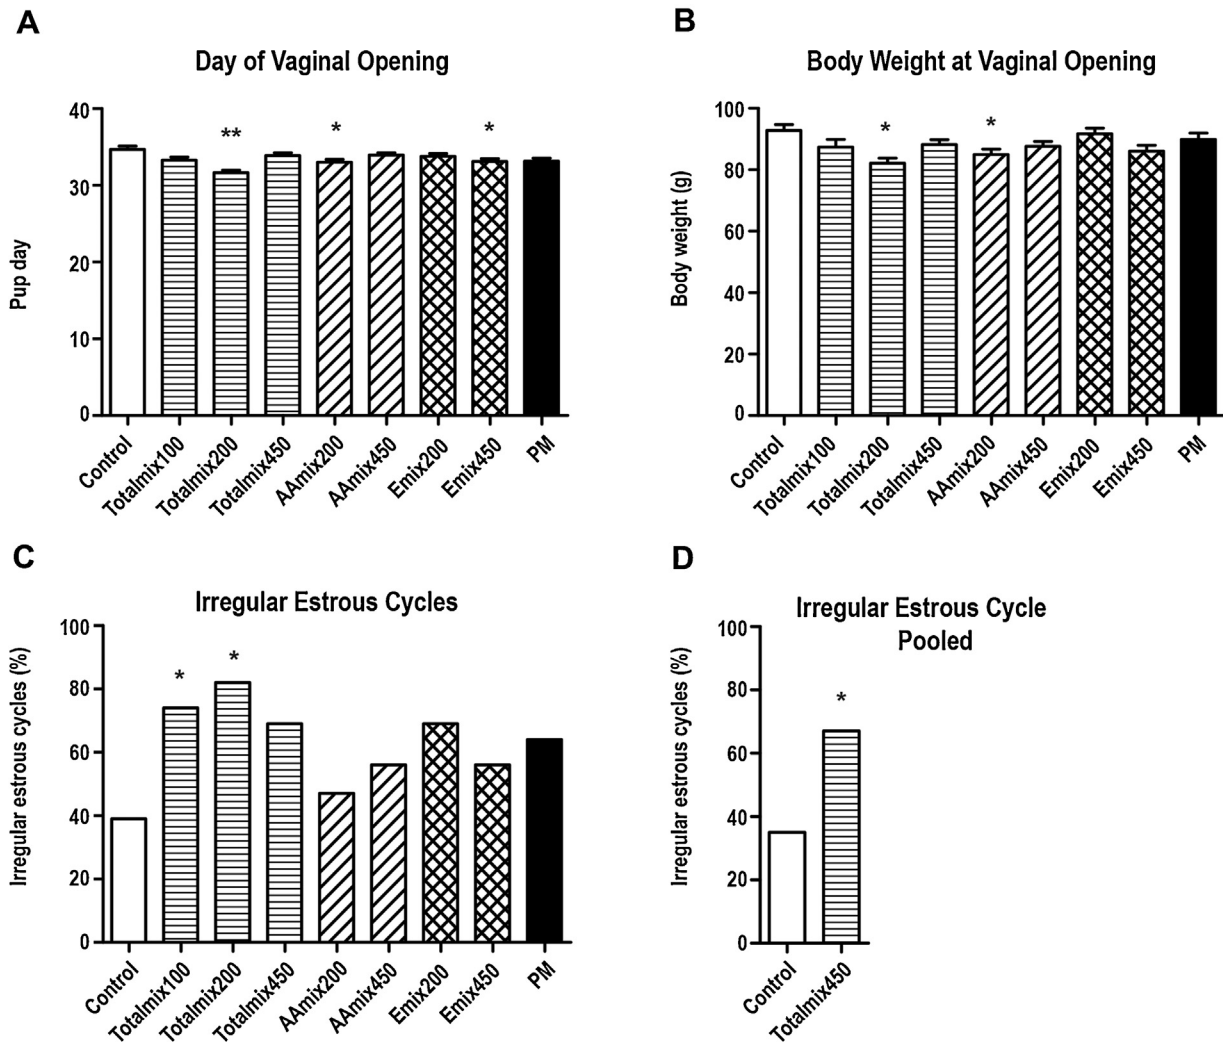 A
Day of Vaginal Opening
40
30
20
10
0
Pup day
**
*
*
Control
Totalmix100
Totalmix200
Totalmix450
AAmix200
AAmix450
Emix200
Emix450
PM
B
Body Weight at Vaginal Opening
100
80
60
40
20
0
Body weight (g)
*
*
Control
Totalmix100
Totalmix200
Totalmix450
AAmix200
AAmix450
Emix200
Emix450
PM
C
Irregular Estrous Cycles
100
80
60
40
20
0
Irregular estrous cycles (%)
*
*
Control
Totalmix100
Totalmix200
Totalmix450
AAmix200
AAmix450
Emix200
Emix450
PM
D
Irregular Estrous Cycle
Pooled
100
80
60
40
20
0
Irregular estrous cycles (%)
*
Control
Totalmix450